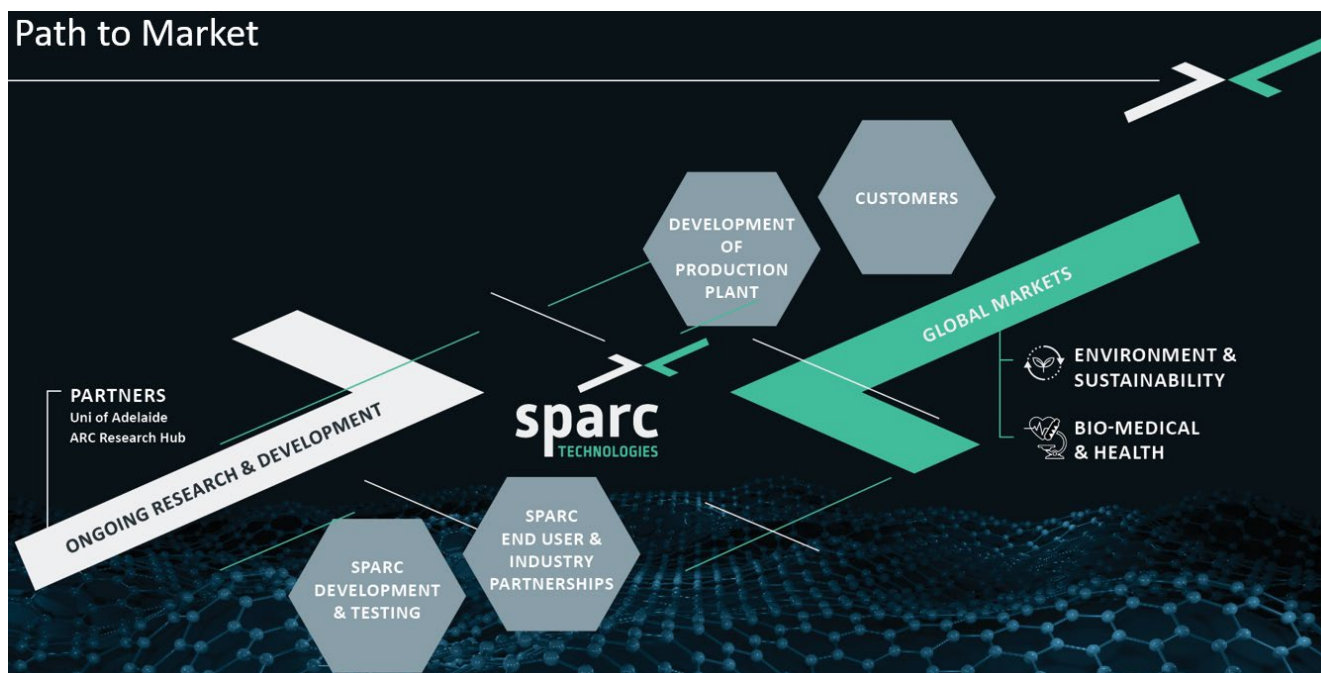 Path to Market
CUSTOMERS
DEVELOPMENT
OF
PRODUCTION
PLANT
GLOBAL MARKETS
ENVIRONMENT &
SUSTAINABILITY
BIO-MEDICAL
& HEALTH
PARTNERS
Uni of Adelaide
ARC Research Hub
ONGOING RESEARCH & DEVELOPMENT
sparc
TECHNOLOGIES
SPARC
END USER &
INDUSTRY
PARTNERSHIPS
SPARC
DEVELOPMENT
& TESTING